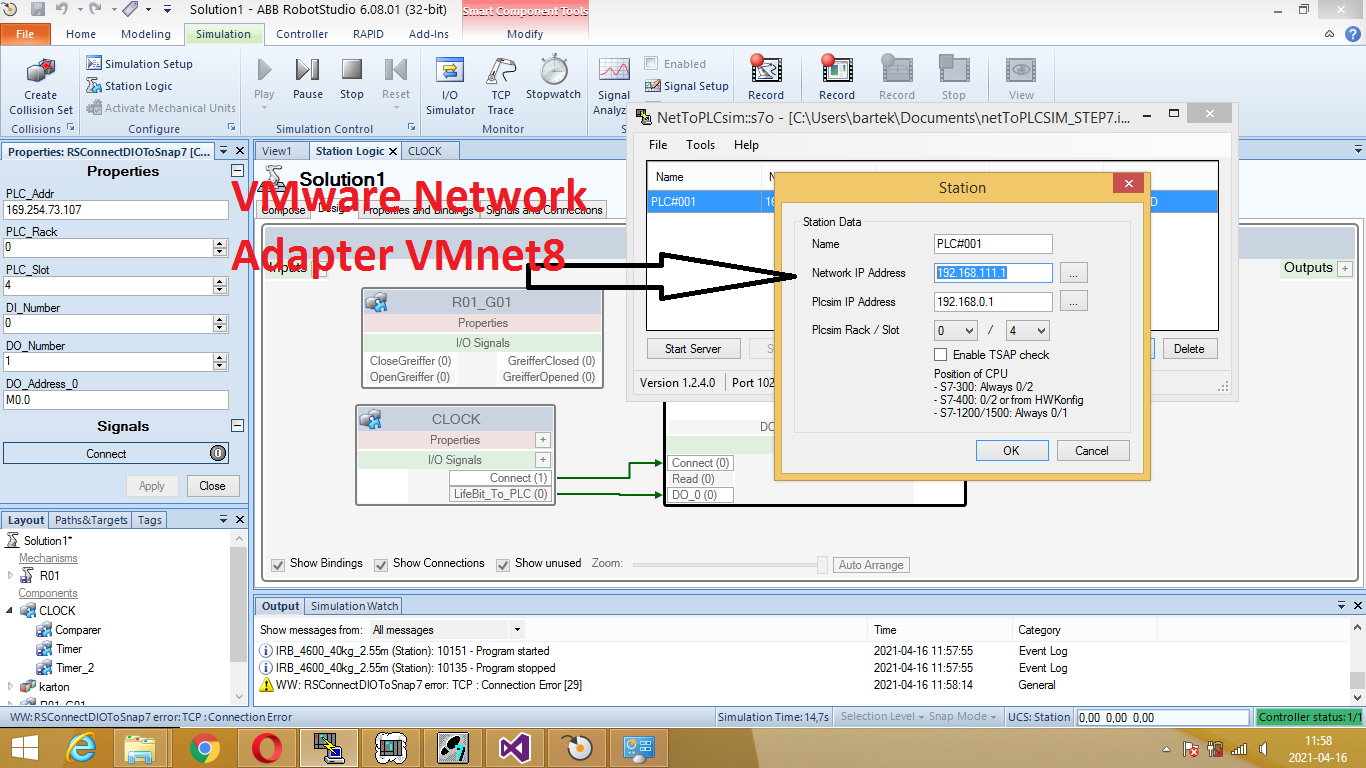 Solution1 - ABB RobotStudio 6.08.01 (32-bit)
Smart Component Tools
File Home Modeling Simulation Controller RAPID Add-Ins Modify
Create
Collision Set
Collisions
Simulation Setup
Station Logic
Activate Mechanical Units
Configure
Play Pause Stop Reset
Simulation Control
I/O
Simulator
TCP
Trace
Stopwatch
Monitor
Signal
Analyz
Enabled
Signal Setup
Record Record Record Stop View
NetToPLCsim::s7o - [C:\Users\bartek\Documents\netToPLCSIM_STEP7.i...
File Tools Help
Name
PLC#001
Start Server
Delete
Version 1.2.4.0
Port 102
Station
Station Data
Name PLC#001
Network IP Address 192.168.111.1 ...
Plcsim IP Address 192.168.0.1 ...
Plcsim Rack / Slot 0 / 4
Enable TSAP check
Position of CPU
- S7-300: Always 0/2
- S7-400: 0/2 or from HWKonfig
- S7-1200/1500: Always 0/1
OK Cancel
Properties: RSConnectDIOToSnap7 [C...
Properties
PLC_Addr
169.254.73.107
PLC_Rack
0
PLC_Slot
4
DI_Number
0
DO_Number
1
DO_Address_0
M0.0
Signals
Connect 0
Apply Close
View1 Station Logic CLOCK
Solution1
Compose Design Properties and Bindings Signals and Connections
VMware Network
Adapter VMnet8
Inputs
Outputs +
R01_G01
Properties
I/O Signals
CloseGreiffer (0) GreifferClosed (0)
OpenGreiffer (0) GreifferOpened (0)
CLOCK
Properties +
I/O Signals +
Connect (1)
LifeBit_To_PLC (0)
Connect (0)
Read (0)
DO_0 (0)
Show Bindings Show Connections Show unused Zoom: Auto Arrange
Layout Paths&Targets Tags
Solution1*
Mechanisms
R01
Components
CLOCK
Comparer
Timer
Timer_2
karton
R01_G01
Output Simulation Watch
Show messages from: All messages Time Category
IRB_4600_40kg_2.55m (Station): 10151 - Program started 2021-04-16 11:57:55 Event Log
IRB_4600_40kg_2.55m (Station): 10135 - Program stopped 2021-04-16 11:57:55 Event Log
WW: RSConnectDIOToSnap7 error: TCP : Connection Error [29] 2021-04-16 11:58:14 General
WW:RSConnectDIOToSnap7 error: TCP : Connection Error
Simulation Time: 14,7s Selection Level Snap Mode UCS: Station 0,00 0,00 0,00 Controller status: 1/1
11:58
2021-04-16